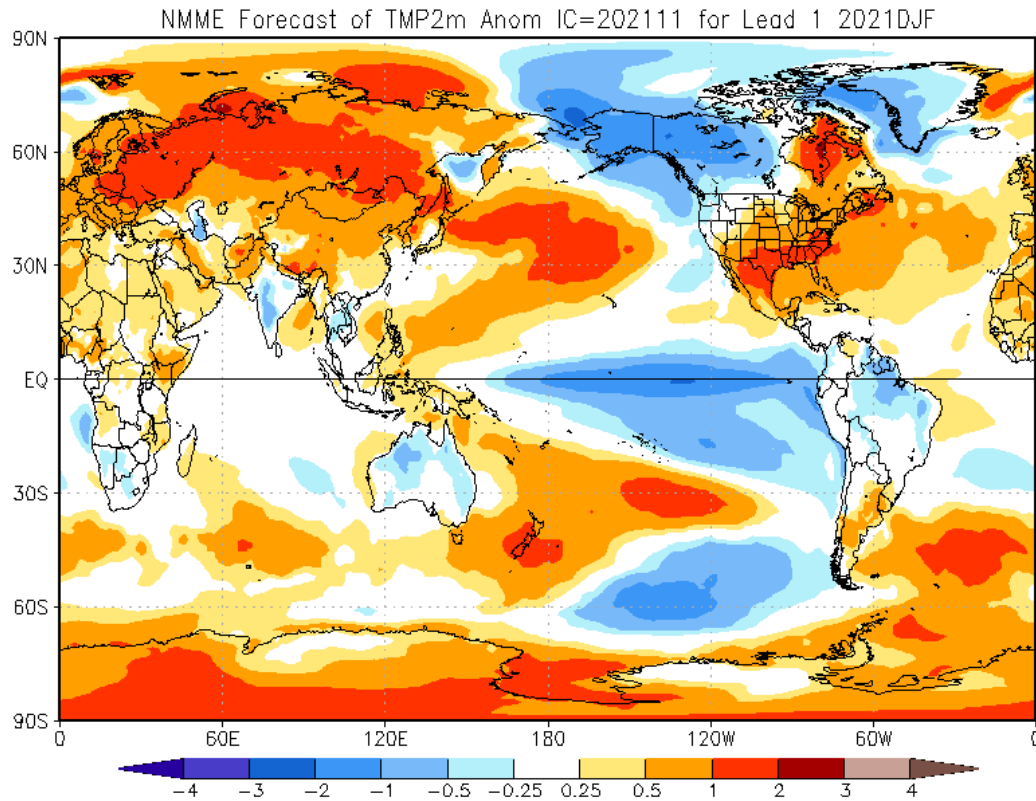 NMME Forecast of TMP2m Anom IC=202111 for Lead 1 2021DJF
90N
60N
30N
EQ
30S
60S
90S
0 60E 120E 180 120W 60W 0
−4 −3 −2 −1 −0.5 −0.25 0.25 0.5 1 2 3 4